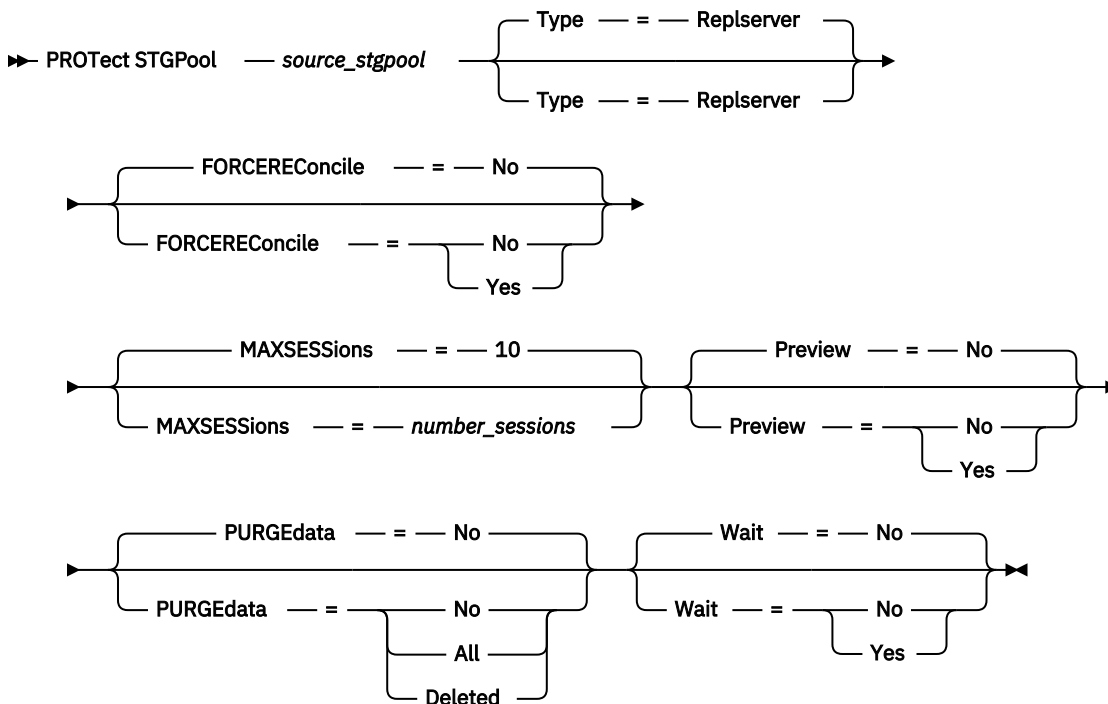 Type = Replserver
PROTect STGPool source_stgpool
Type = Replserver
FORCEREConcile = No
FORCEREConcile = No
Yes
MAXSESSions = 10 Preview = No
MAXSESSions = number_sessions Preview = No
Yes
PURGEdata = No Wait = No
PURGEdata = No Wait = No
All Yes
Deleted